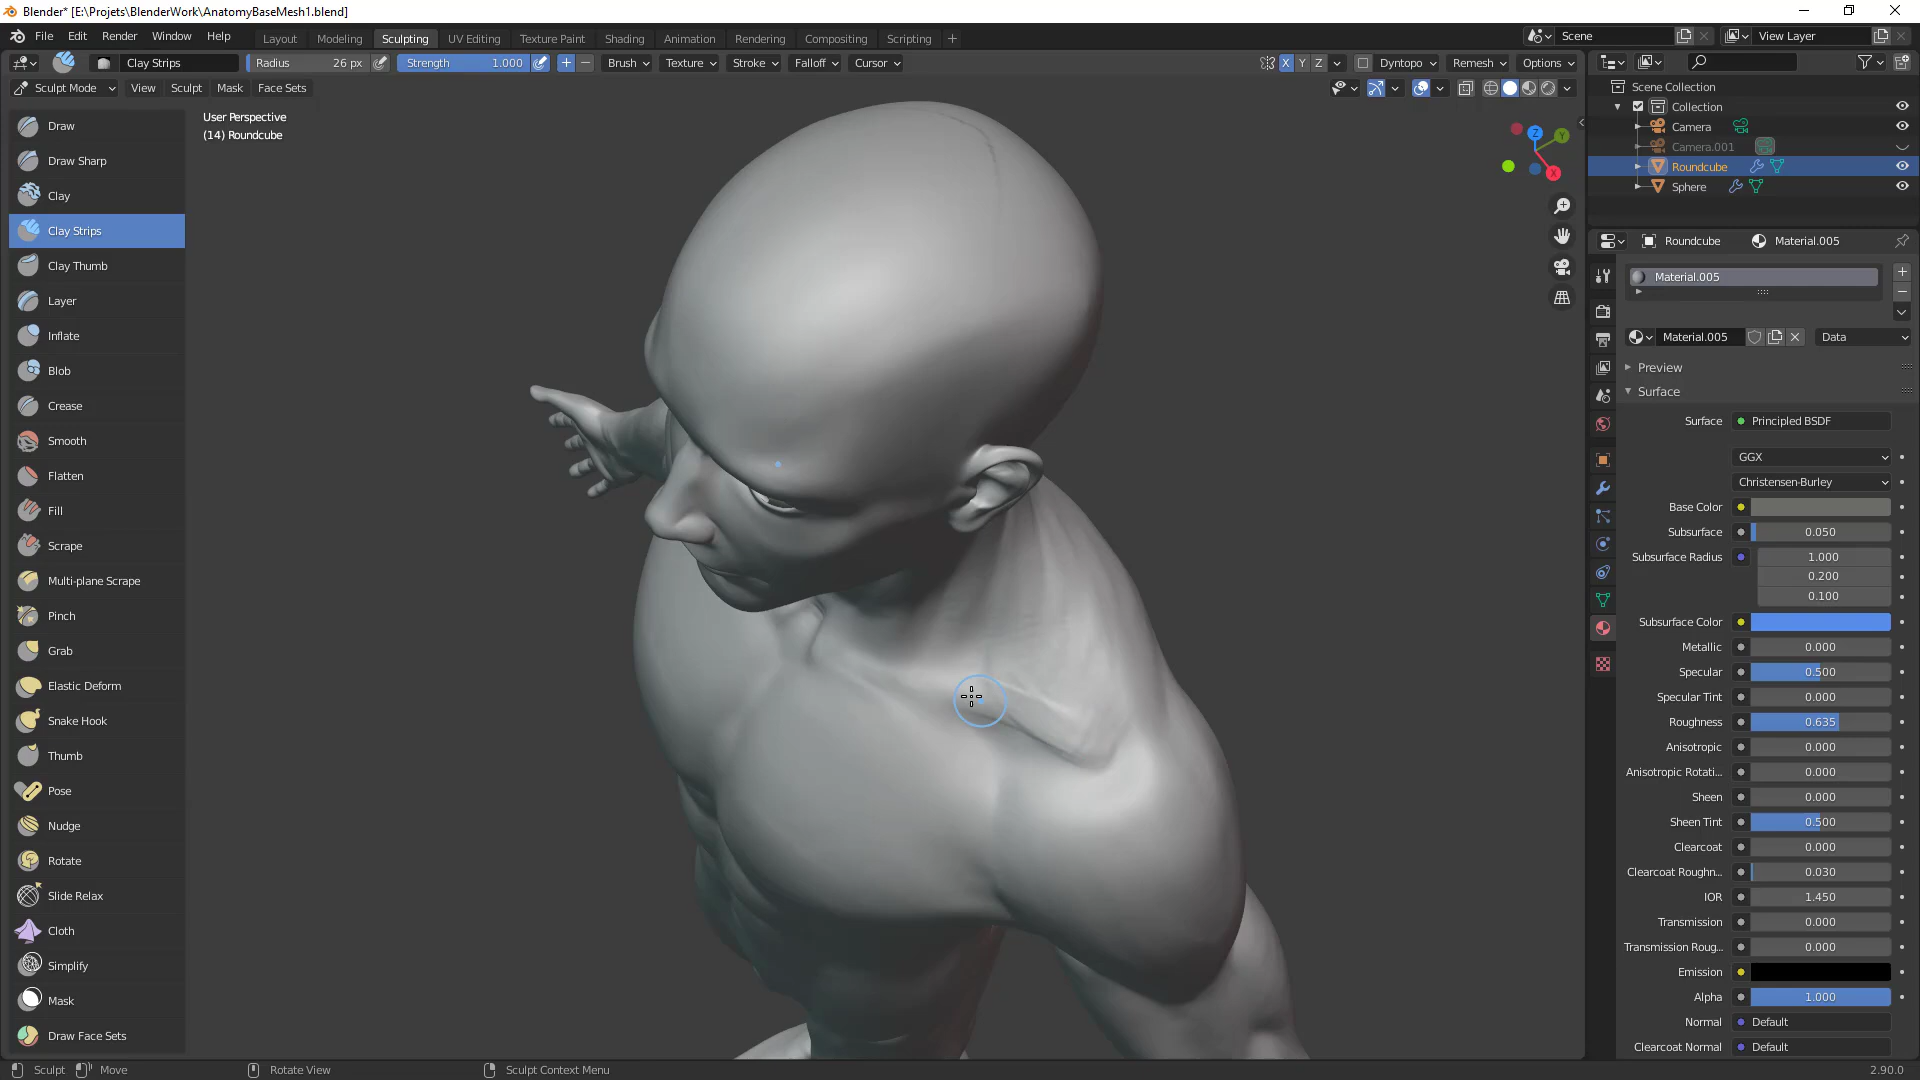 Blender* [E:\Projets\BlenderWork\AnatomyBaseMesh1.blend]
File Edit Render Window Help Layout Modeling Sculpting UV Editing Texture Paint Shading Animation Rendering Compositing Scripting + Scene View Layer
Clay Strips Radius 26 px Strength 1.000 Brush Texture Stroke Falloff Cursor X Y Z Dyntopo Remesh Options
Sculpt Mode View Sculpt Mask Face Sets
User Perspective
(14) Roundcube
Draw
Draw Sharp
Clay
Clay Strips
Clay Thumb
Layer
Inflate
Blob
Crease
Smooth
Flatten
Fill
Scrape
Multi-plane Scrape
Pinch
Grab
Elastic Deform
Snake Hook
Thumb
Pose
Nudge
Rotate
Slide Relax
Cloth
Simplify
Mask
Draw Face Sets
Z Y X
Scene Collection
Collection
Camera
Camera.001
Roundcube
Sphere
Roundcube Material.005
Material.005
Material.005 Data
Preview
Surface
Surface Principled BSDF
GGX
Christensen-Burley
Base Color
Subsurface 0.050
Subsurface Radius 1.000
0.200
0.100
Subsurface Color
Metallic 0.000
Specular 0.500
Specular Tint 0.000
Roughness 0.635
Anisotropic 0.000
Anisotropic Rotati... 0.000
Sheen 0.000
Sheen Tint 0.500
Clearcoat 0.000
Clearcoat Roughn... 0.030
IOR 1.450
Transmission 0.000
Transmission Roug... 0.000
Emission
Alpha 1.000
Normal Default
Clearcoat Normal Default
Sculpt Move Rotate View Sculpt Context Menu 2.90.0